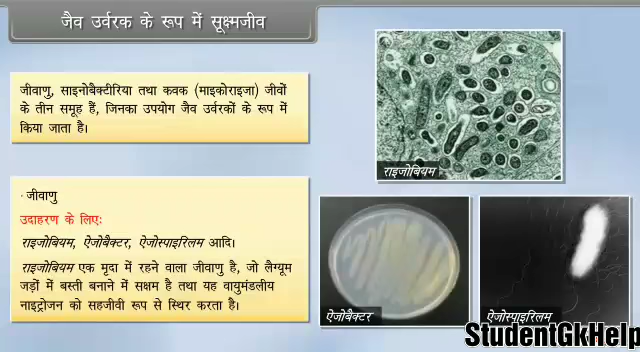 जैव उर्वरक के रूप में सूक्ष्मजीव
जीवाणु, साइनोबैक्टीरिया तथा कवक (माइकोराइजा) जीवों
के तीन समूह हैं, जिनका उपयोग जैव उर्वरकों के रूप में
किया जाता है।
राइजोबियम
· जीवाणु
उदाहरण के लिएः
राइजोबियम, ऐजोबैक्टर, ऐजोस्पाइरिलम आदि।
राइजोबियम एक मृदा में रहने वाला जीवाणु है, जो लैग्यूम
जड़ों में बस्ती बनाने में सक्षम है तथा यह वायुमंडलीय
नाइट्रोजन को सहजीवी रूप से स्थिर करता है।
ऐजोबैक्टर
ऐजोस्पाइरिलम
StudentGkHelp